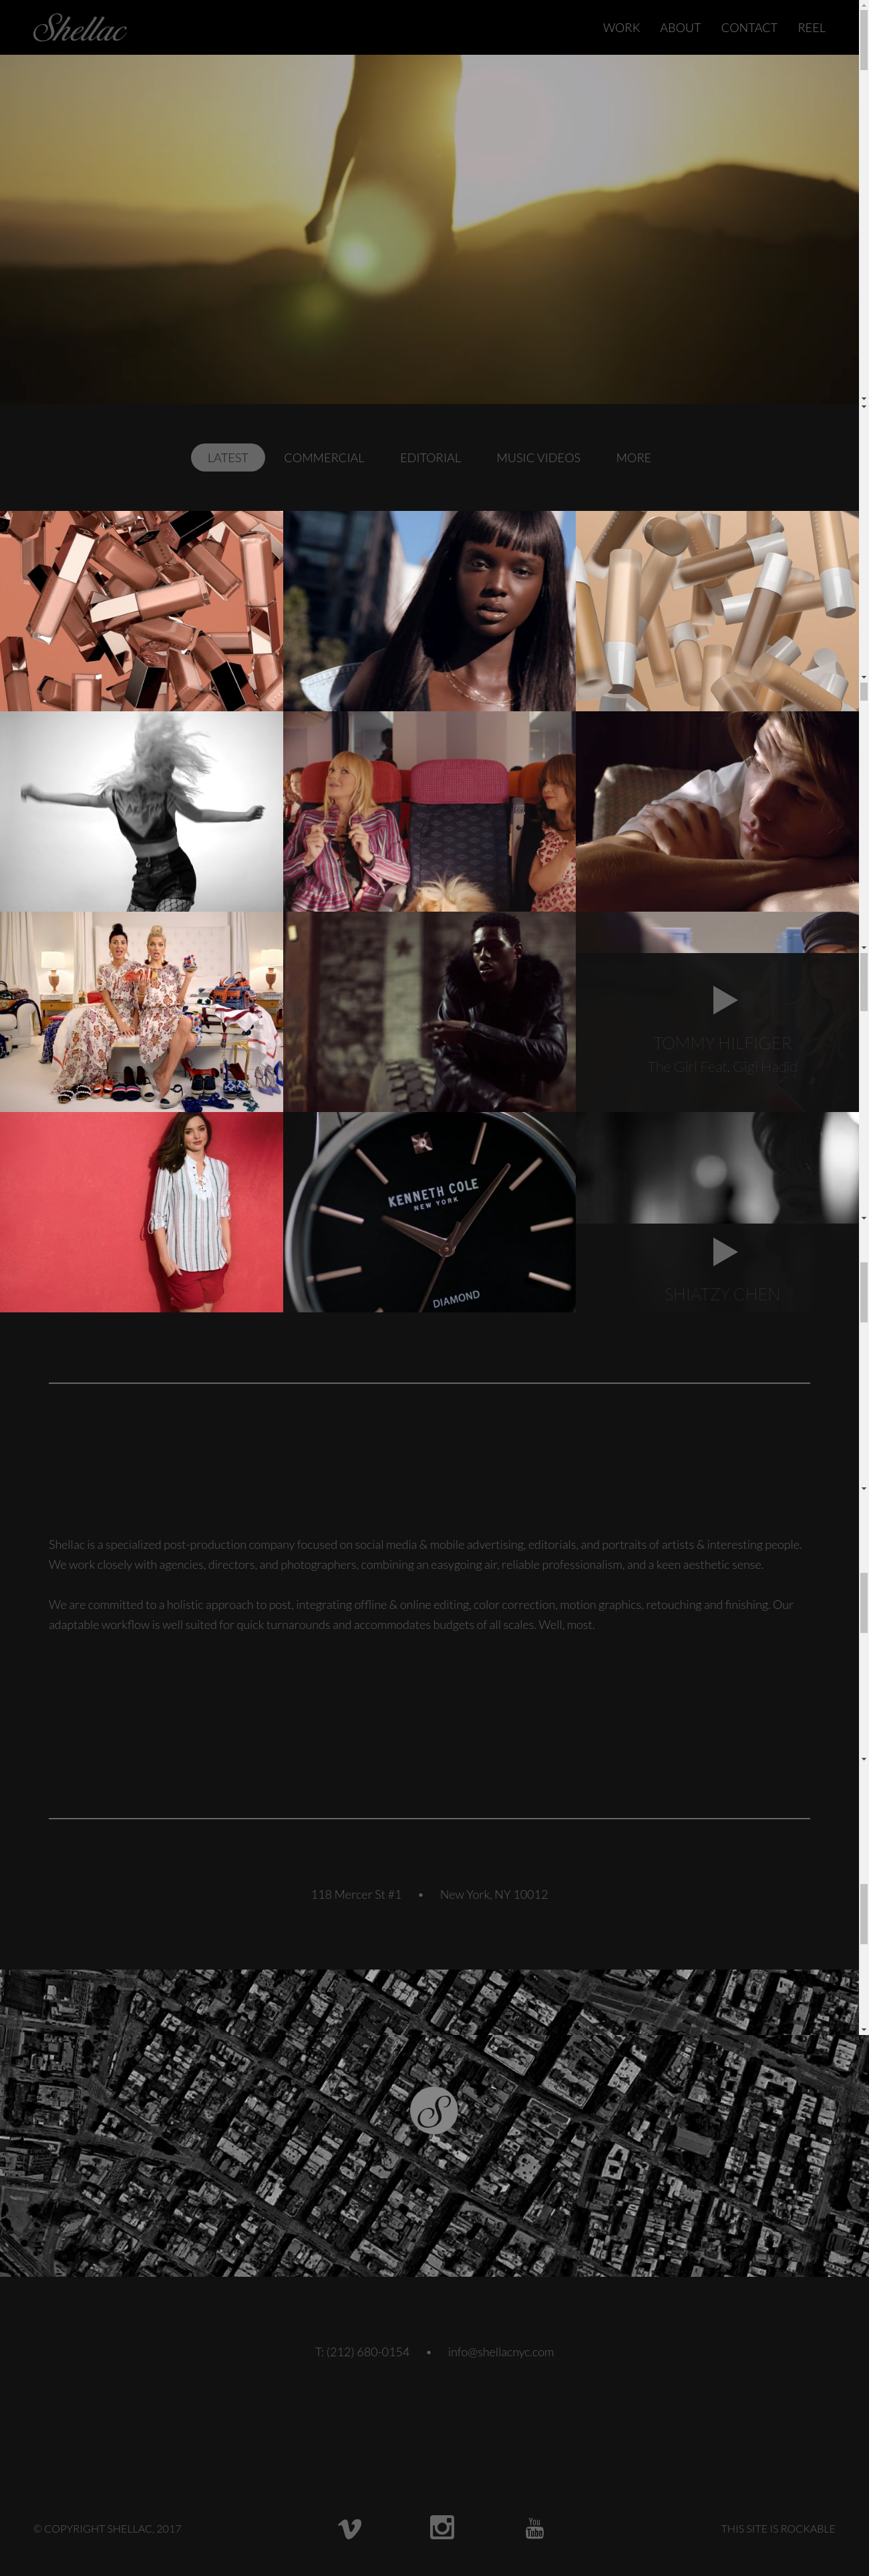 Shellac
WORK ABOUT CONTACT REEL
LATEST COMMERCIAL EDITORIAL MUSIC VIDEOS MORE
TOMMY HILFIGER
The Girl Feat. Gigi Hadid
KENNETH COLE
NEW YORK
DIAMOND
SHIATZY CHEN
Shellac is a specialized post-production company focused on social media & mobile advertising, editorials, and portraits of artists & interesting people.
We work closely with agencies, directors, and photographers, combining an easygoing air, reliable professionalism, and a keen aesthetic sense.
We are committed to a holistic approach to post, integrating offline & online editing, color correction, motion graphics, retouching and finishing. Our
adaptable workflow is well suited for quick turnarounds and accommodates budgets of all scales. Well, most.
118 Mercer St #1 • New York, NY 10012
S
T: (212) 680-0154 • info@shellacnyc.com
© COPYRIGHT SHELLAC, 2017
You Tube
THIS SITE IS ROCKABLE